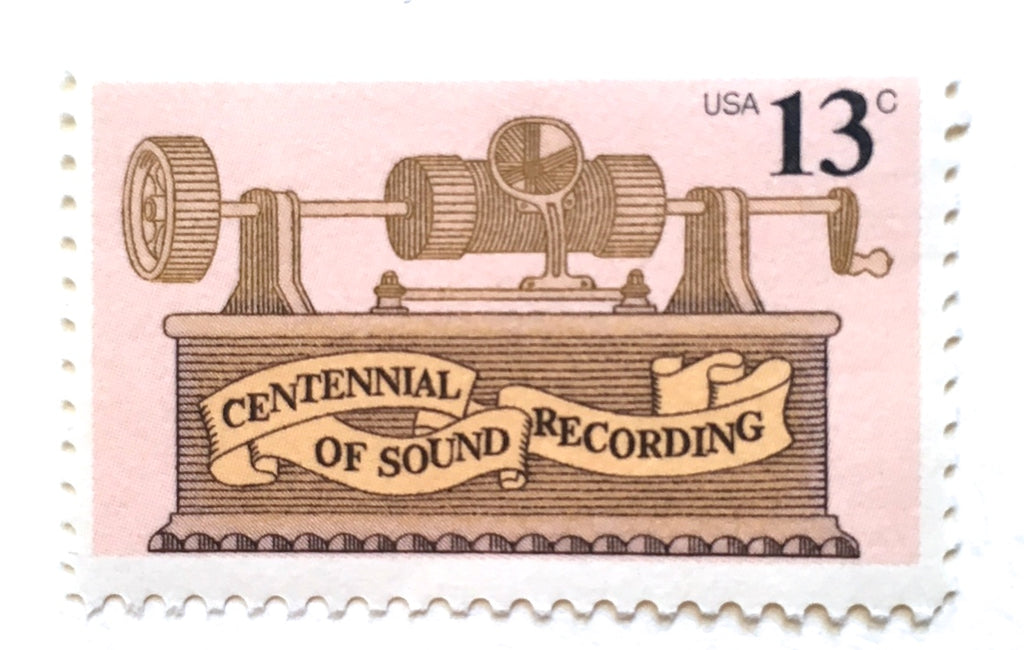 USA 13c
CENTENNIAL
OF SOUND
RECORDING